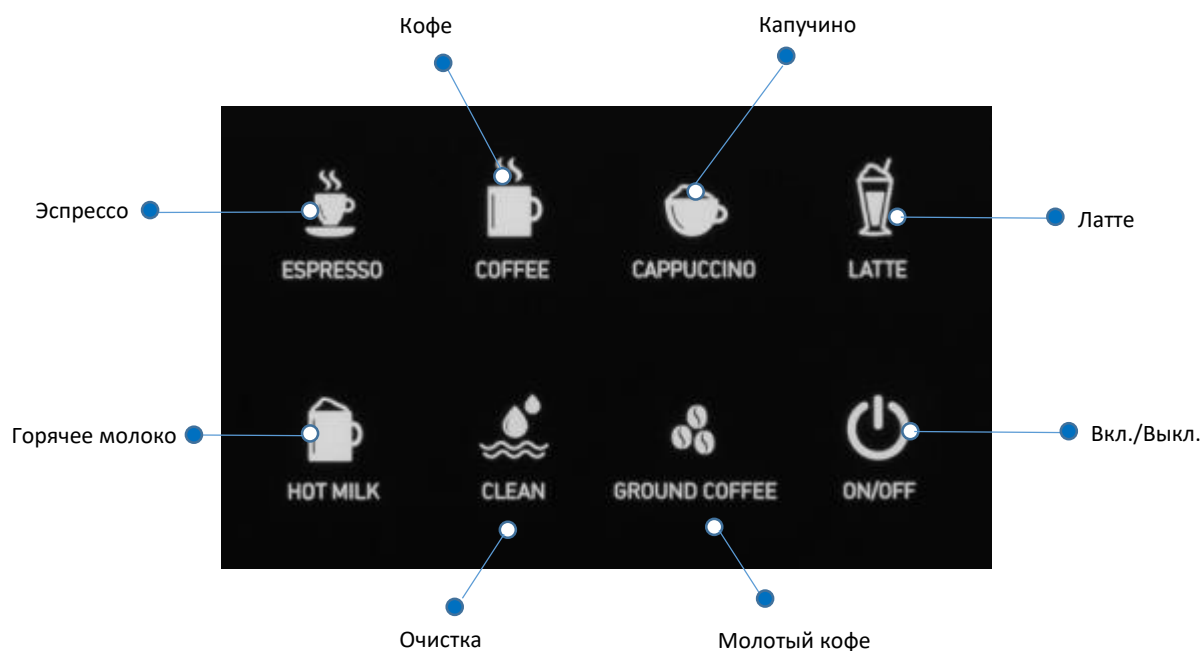 Кофе
Капучино
Эспрессо
Латте
ESPRESSO
COFFEE
CAPPUCCINO
LATTE
Горячее молоко
Вкл./Выкл.
HOT MILK
CLEAN
GROUND COFFEE
ON/OFF
Очистка
Молотый кофе